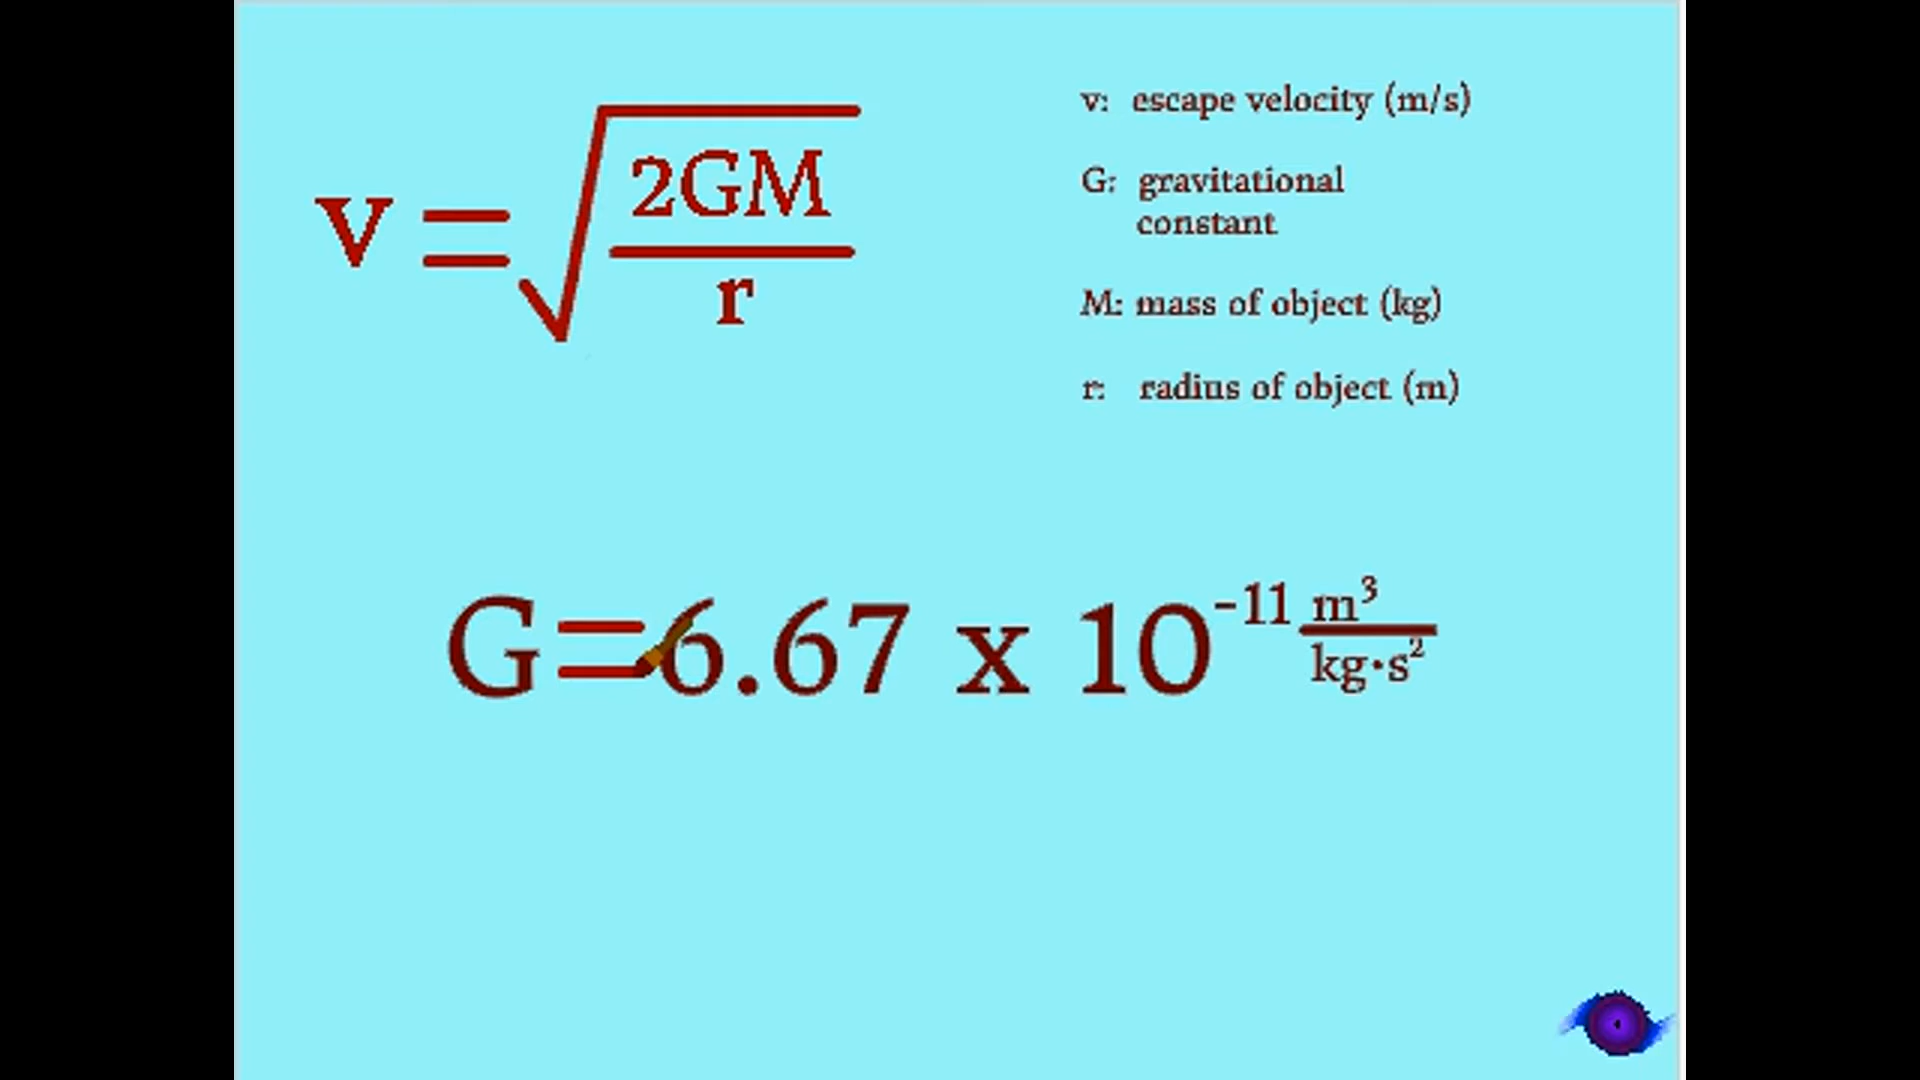 v = √(2GM/r)
v: escape velocity (m/s)
G: gravitational
constant
M: mass of object (kg)
r: radius of object (m)
G=6.67 x 10⁻¹¹ m³/kg·s²